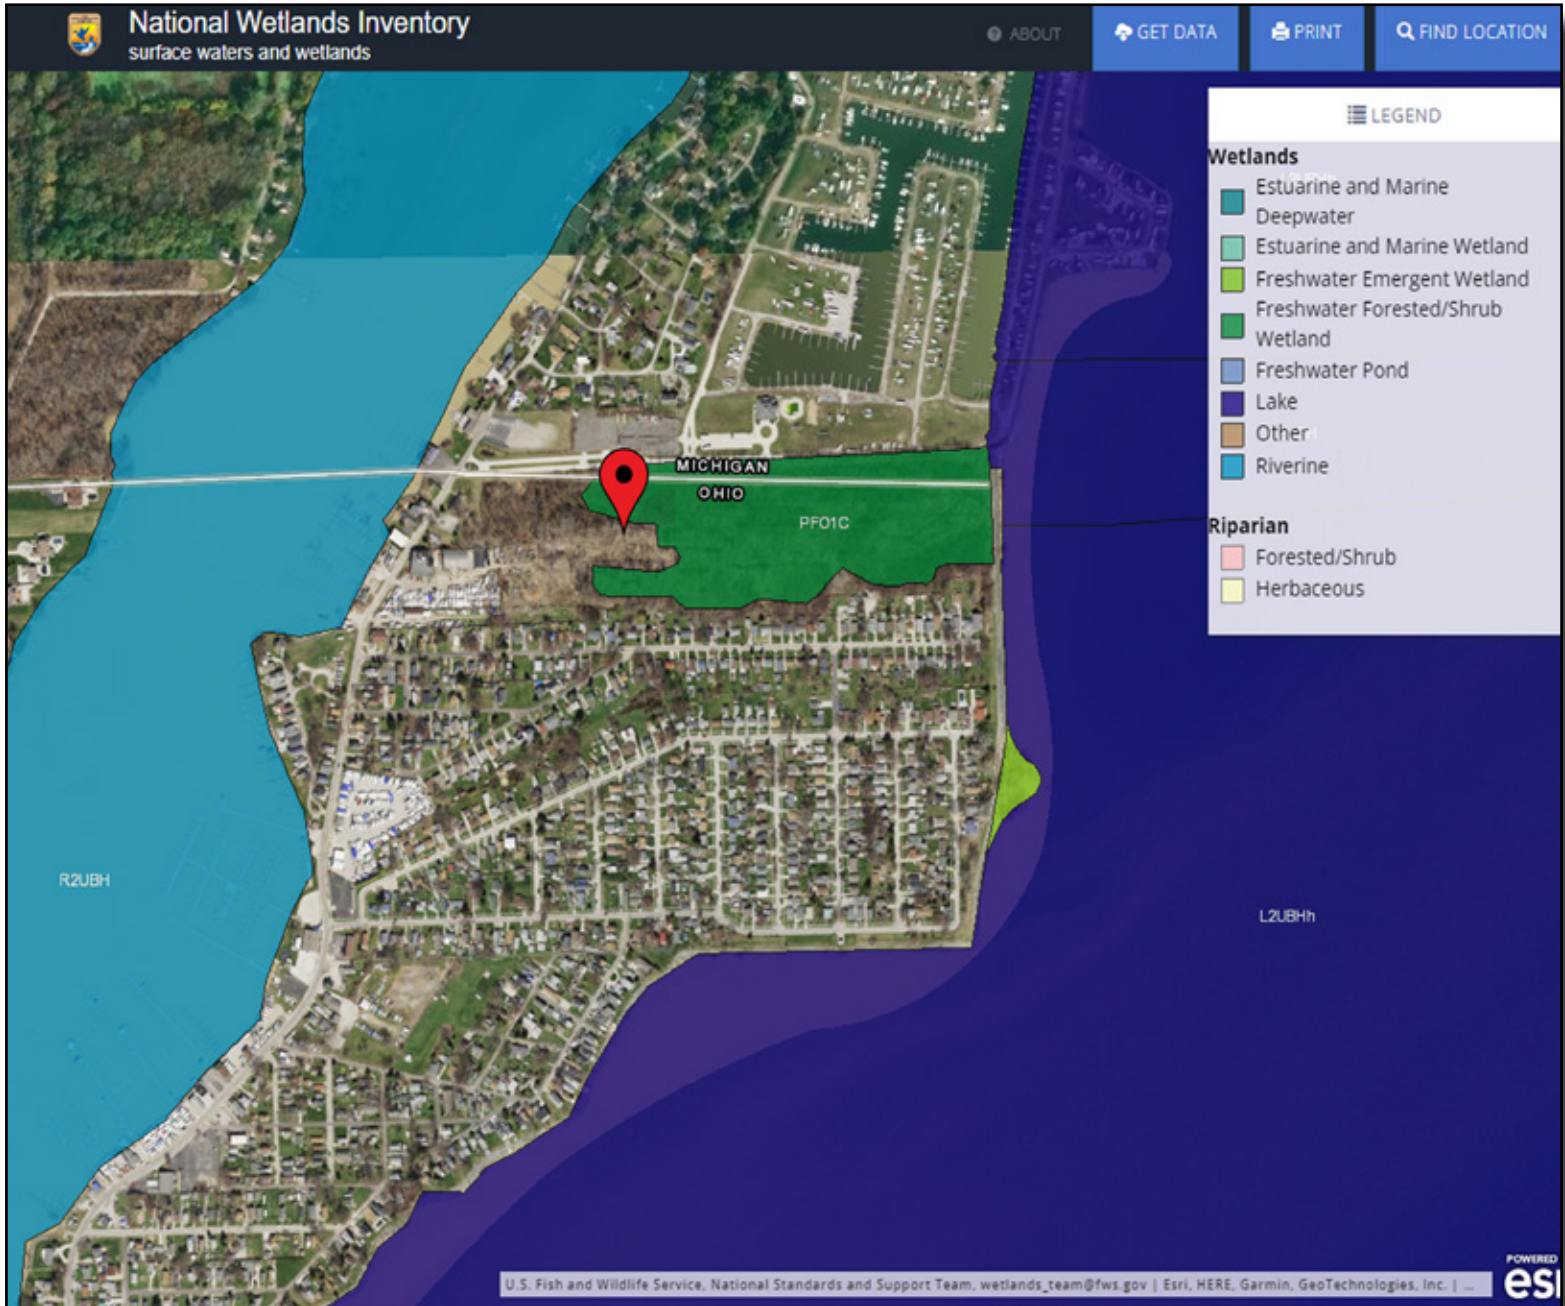 National Wetlands Inventory
surface waters and wetlands
ABOUT
GET DATA
PRINT
FIND LOCATION
LEGEND
Wetlands
Estuarine and Marine
Deepwater
Estuarine and Marine Wetland
Freshwater Emergent Wetland
Freshwater Forested/Shrub
Wetland
Freshwater Pond
Lake
Other
Riverine
Riparian
Forested/Shrub
Herbaceous
MICHIGAN
OHIO
PFO1C
R2UBH
L2UBHh
U.S. Fish and Wildlife Service, National Standards and Support Team, wetlands_team@fws.gov | Esri, HERE, Garmin, GeoTechnologies, Inc. | ...
POWERED
esri